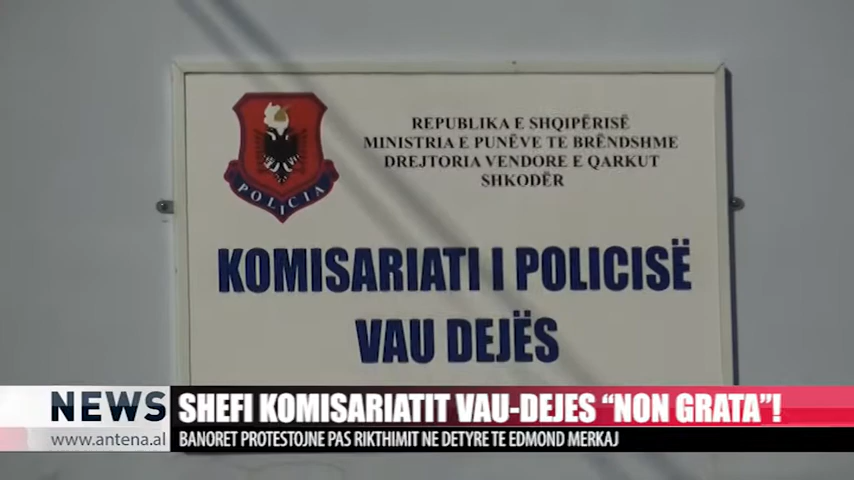 REPUBLIKA E SHQIPËRISË
MINISTRIA E PUNËVE TE BRËNDSHME
DREJTORIA VENDORE E QARKUT
SHKODËR
POLICIA
KOMISARIATI I POLICISË
VAU DEJËS
NEWS
www.antena.al
SHEFI KOMISARIATIT VAU-DEJES “NON GRATA”!
BANORET PROTESTOJNE PAS RIKTHIMIT NE DETYRE TE EDMOND MERKAJ